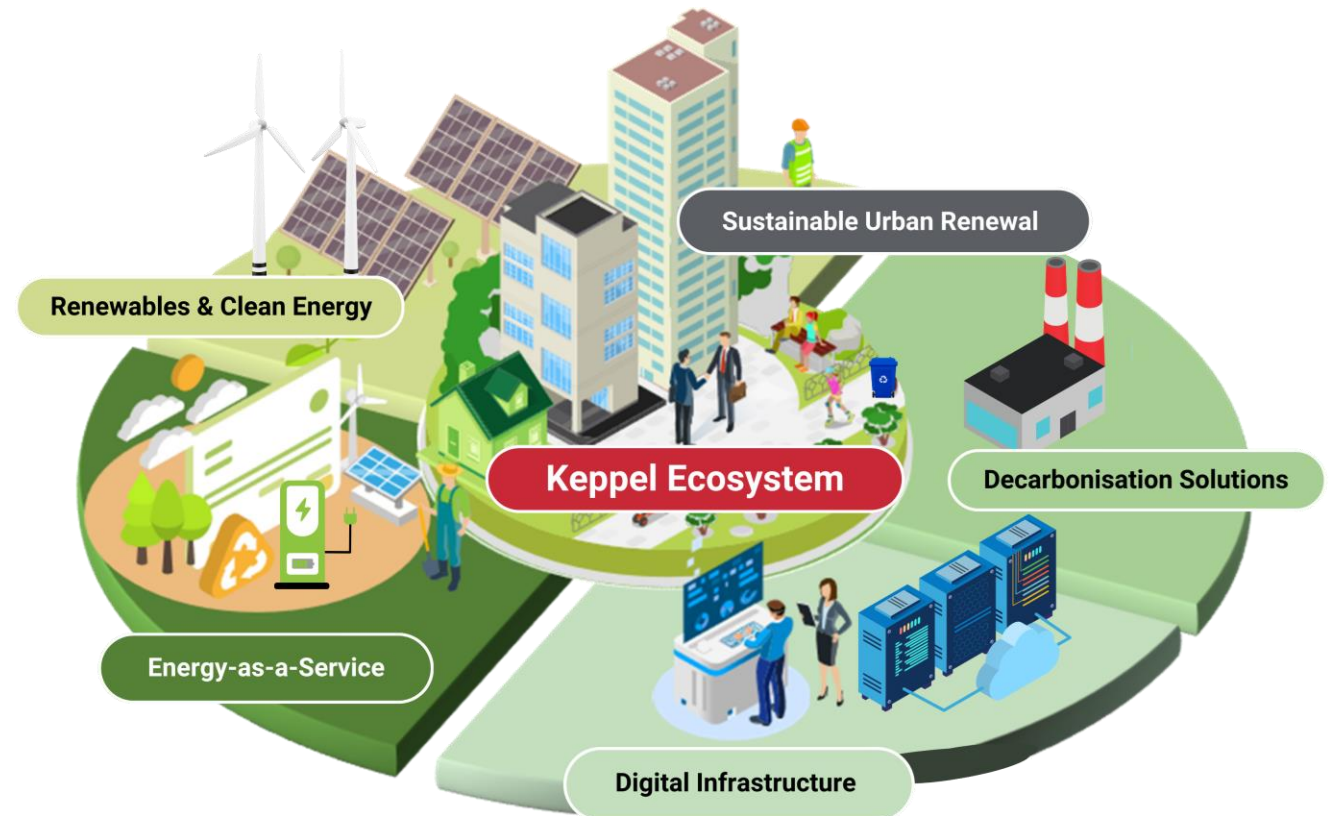 Sustainable Urban Renewal
Renewables & Clean Energy
Keppel Ecosystem
Decarbonisation Solutions
Energy-as-a-Service
Digital Infrastructure